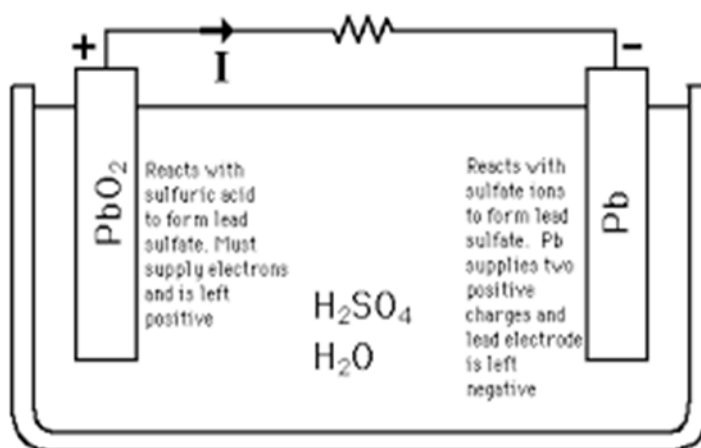 +
I
-
PbO2
Reacts with
sulfuric acid
to form lead
sulfate. Must
supply electrons
and is left
positive
H2SO4
H2O
Reacts with
sulfate ions
to form lead
sulfate. Pb
supplies two
positive
charges and
lead electrode
is left
negative
Pb